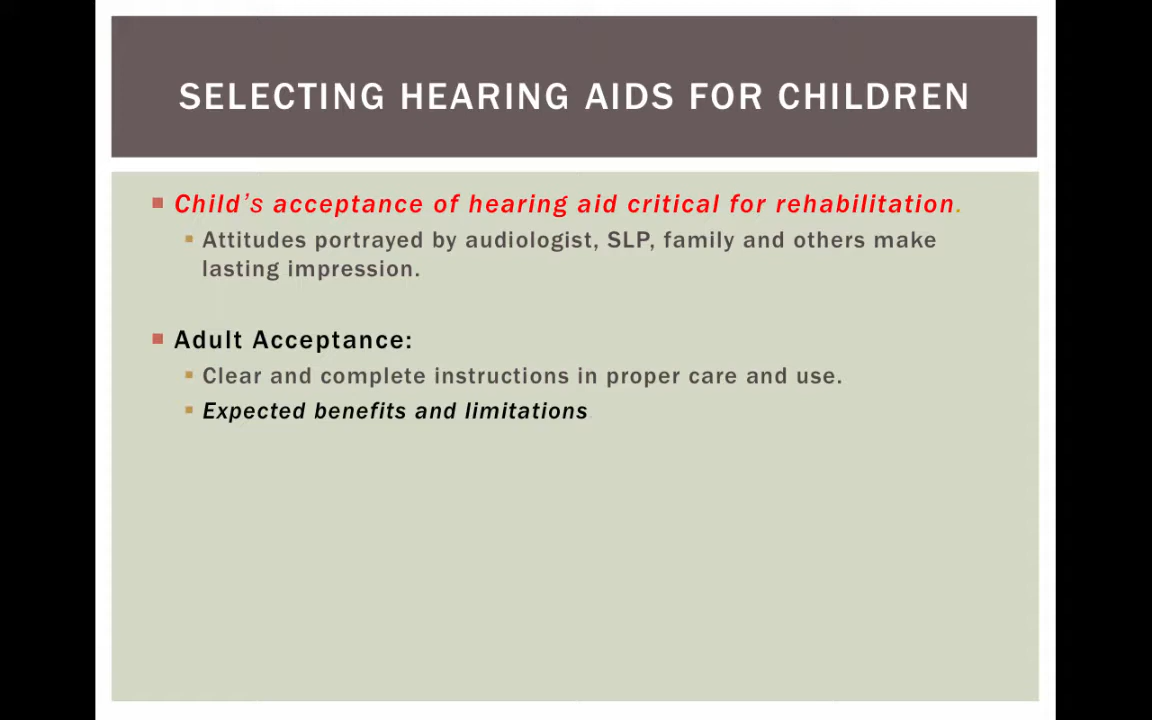 SELECTING HEARING AIDS FOR CHILDREN
Child's acceptance of hearing aid critical for rehabilitation.
Attitudes portrayed by audiologist, SLP, family and others make
lasting impression.
Adult Acceptance:
Clear and complete instructions in proper care and use.
Expected benefits and limitations